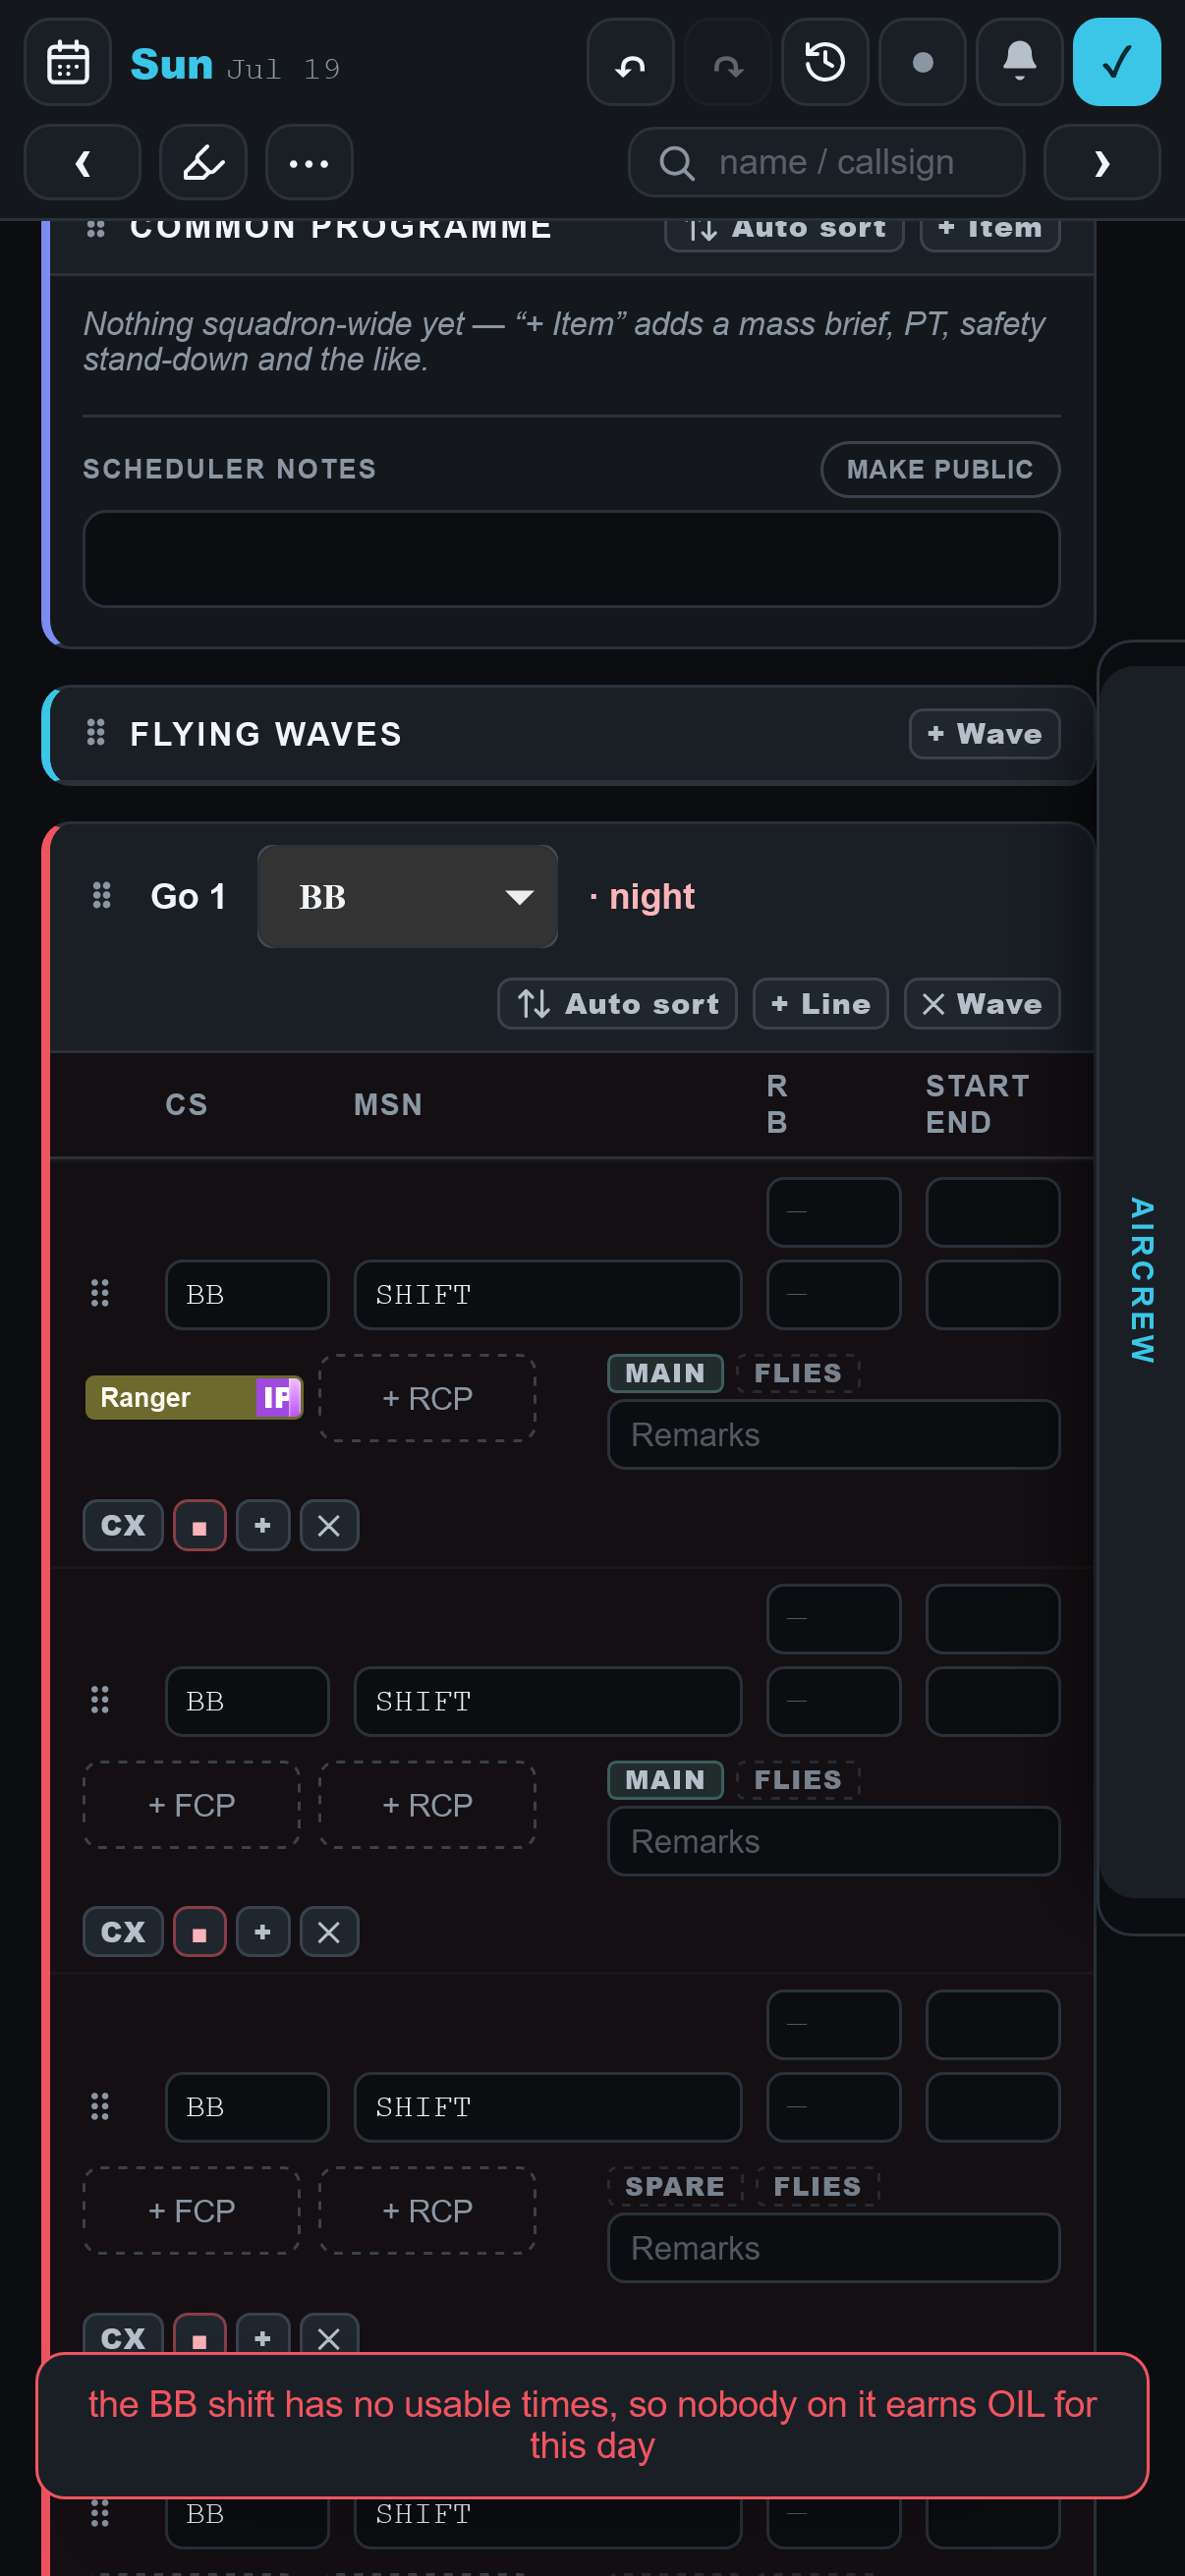 Sun Jul 19
name / callsign
COMMON PROGRAMME
Auto sort
+ Item
Nothing squadron-wide yet — “+ Item” adds a mass brief, PT, safety
stand-down and the like.
SCHEDULER NOTES
MAKE PUBLIC
FLYING WAVES
+ Wave
Go 1
BB
· night
Auto sort
+ Line
× Wave
CS
MSN
R
B
START
END
—
BB
SHIFT
—
Ranger
IP
+ RCP
MAIN
FLIES
Remarks
CX
+
×
—
BB
SHIFT
—
+ FCP
+ RCP
MAIN
FLIES
Remarks
CX
+
×
—
BB
SHIFT
—
+ FCP
+ RCP
SPARE
FLIES
Remarks
CX
+
×
the BB shift has no usable times, so nobody on it earns OIL for
this day
BB
SHIFT
—
AIRCREW